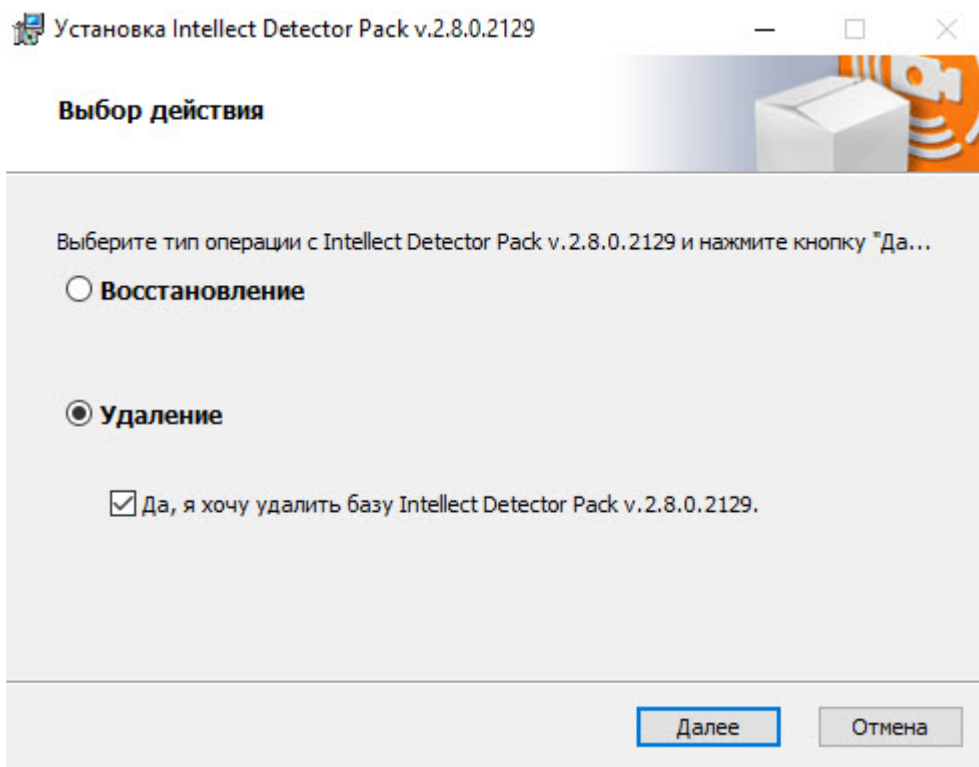 Установка Intellect Detector Pack v.2.8.0.2129
Выбор действия
Выберите тип операции с Intellect Detector Pack v.2.8.0.2129 и нажмите кнопку "Да...
Восстановление
Удаление
Да, я хочу удалить базу Intellect Detector Pack v.2.8.0.2129.
Далее
Отмена